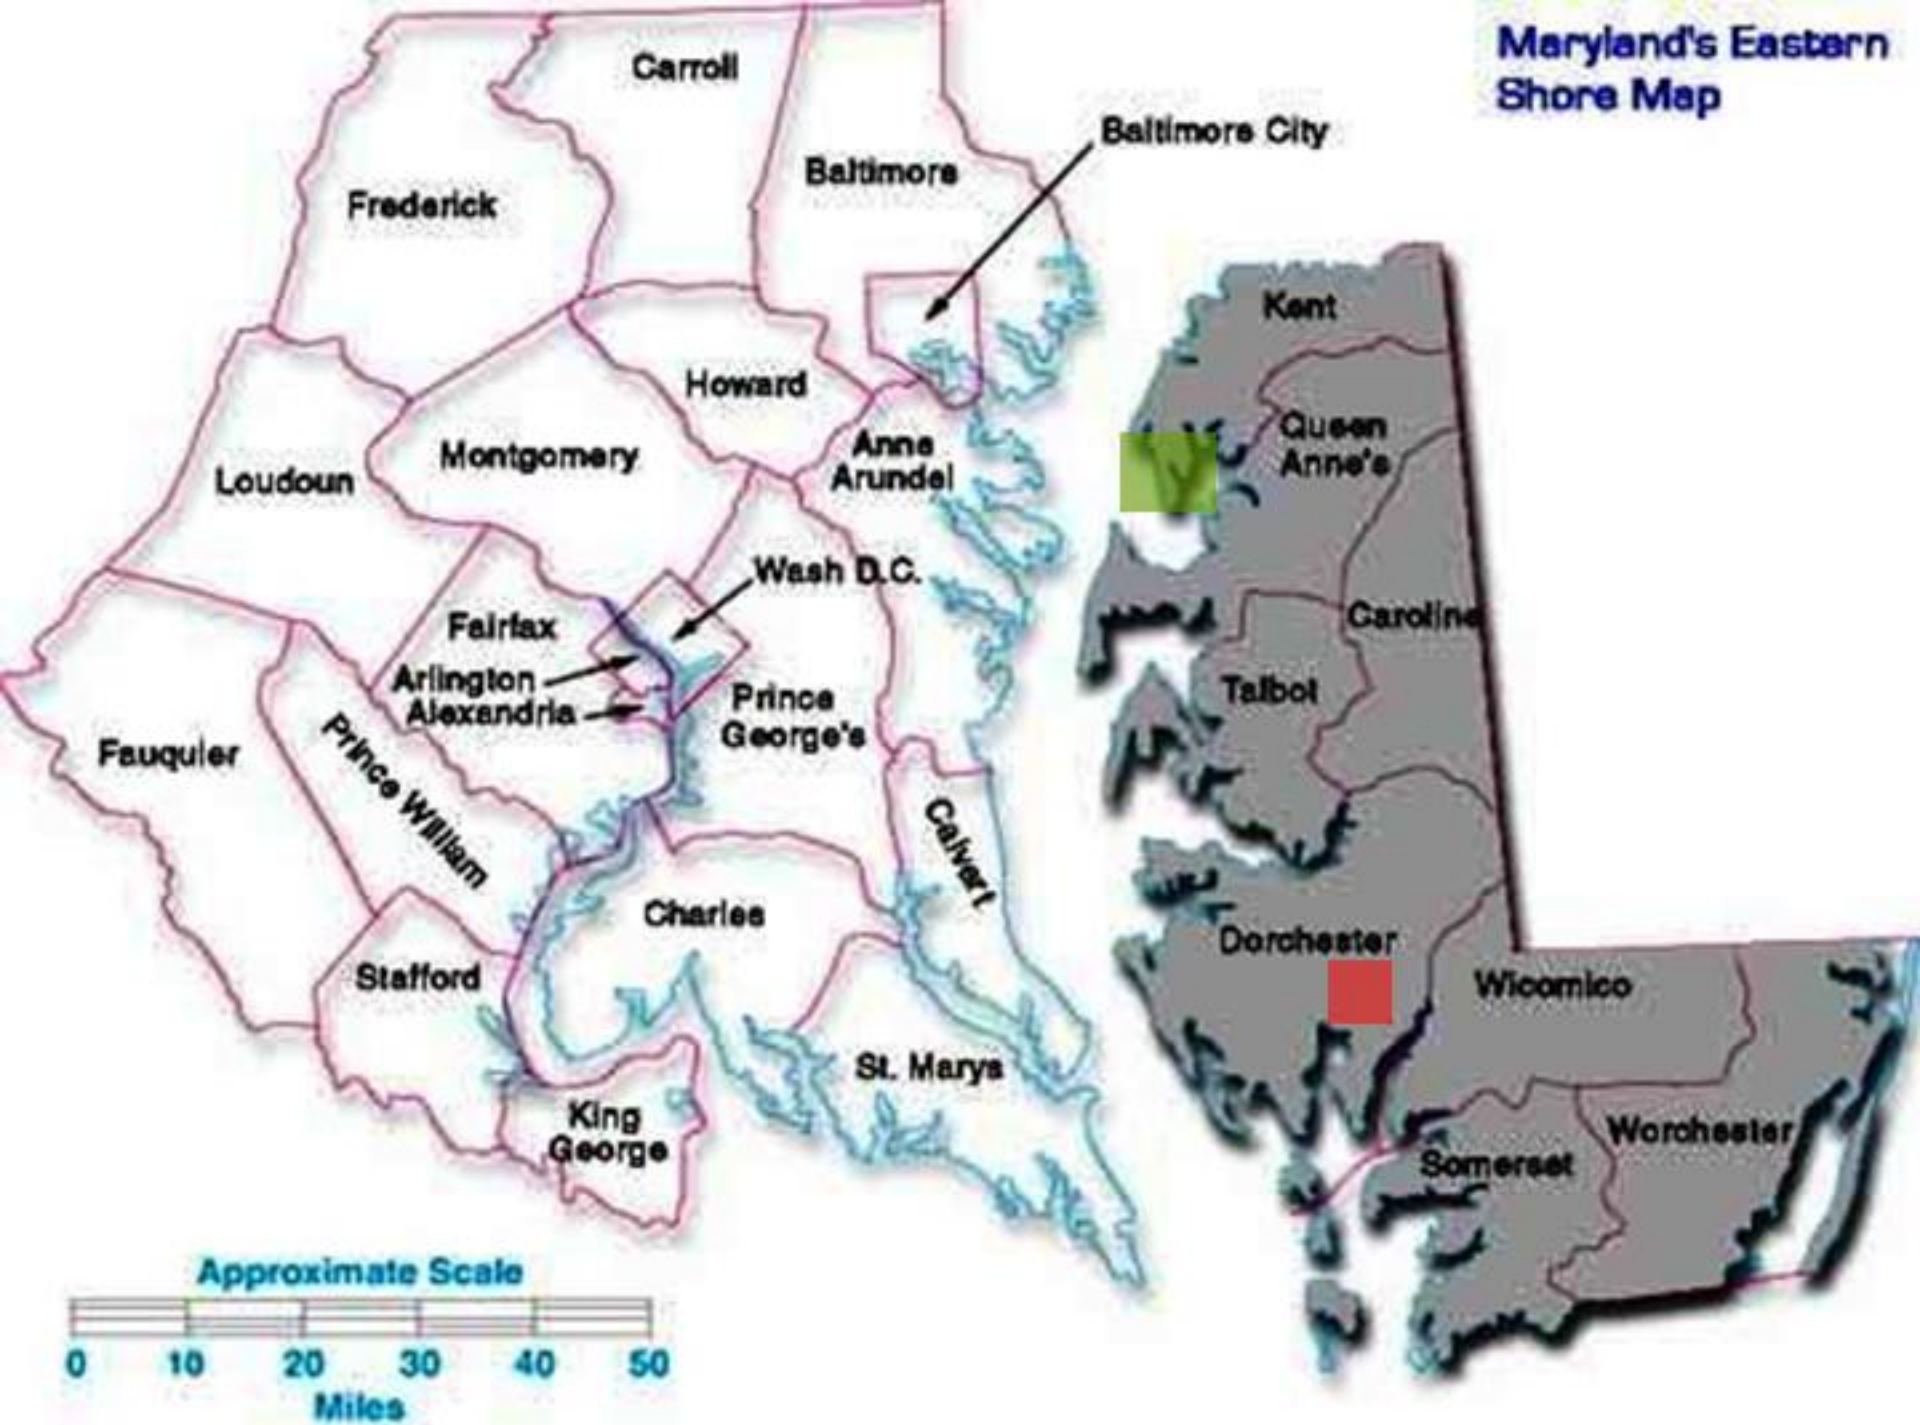 Maryland's Eastern
Shore Map
Carroll
Baltimore City
Baltimore
Frederick
Kent
Howard
Queen
Anne's
Anne
Arundel
Montgomery
Loudoun
Wash D.C.
Fairfax
Caroline
Arlington
Alexandria
Talbot
Prince
George's
Fauquier
Prince William
Calvert
Charles
Dorchester
Stafford
Wicomico
St. Marys
King
George
Worchester
Somerset
Approximate Scale
0 10 20 30 40 50
Miles